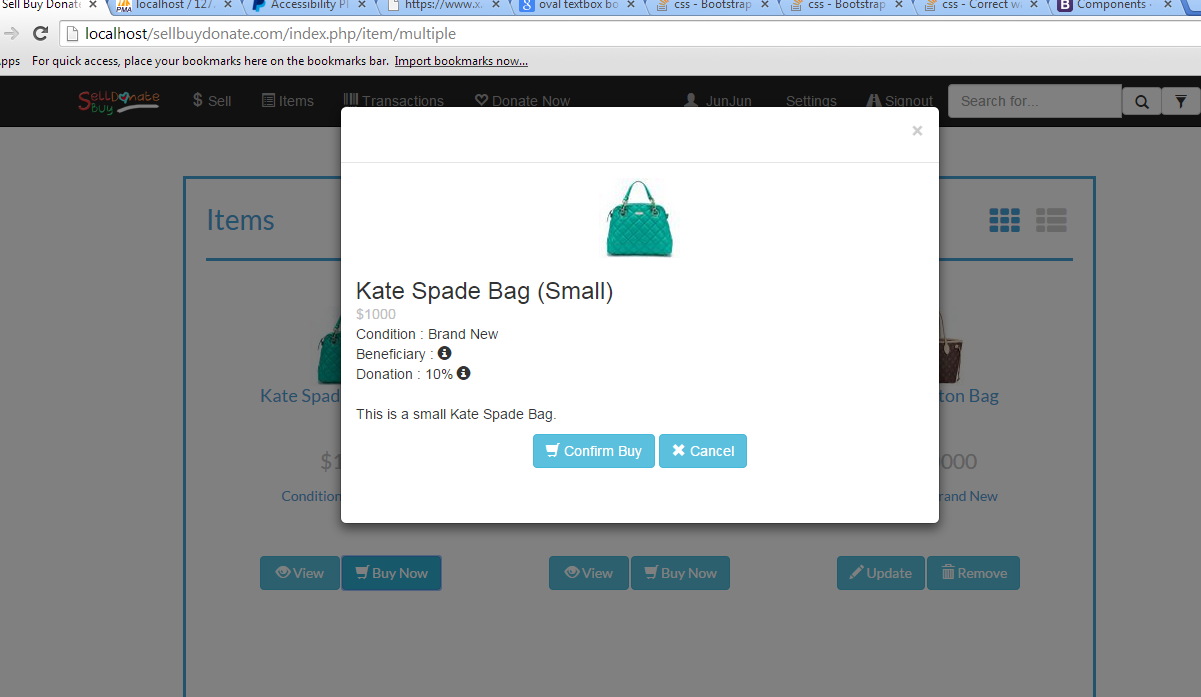 Sell Buy Donat
localhost / 127.
Accessibility P
https://www.x.
oval textbox bo
css - Bootstrap
css - Bootstrap
css - Correct w
Components ·
localhost/sellbuydonate.com/index.php/item/multiple
pps For quick access, place your bookmarks here on the bookmarks bar. Import bookmarks now...
SellDonate
Buy
$ Sell
Items
Transactions
Donate Now
JunJun
Settings
Signout
Search for...
×
Items
Kate Spade Bag (Small)
$1000
Condition : Brand New
Beneficiary :
Donation : 10%
This is a small Kate Spade Bag.
Confirm Buy
Cancel
Kate Spad
ton Bag
$1
000
Condition
rand New
View
Buy Now
View
Buy Now
Update
Remove